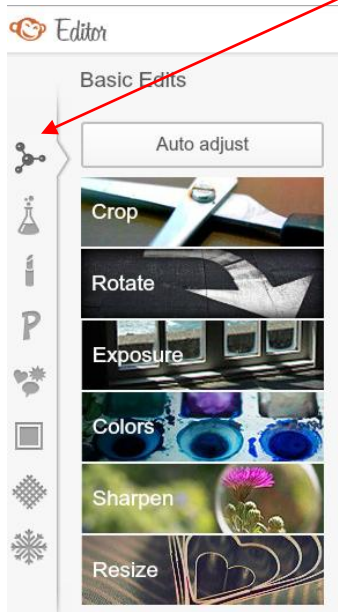 Editor
Basic Edits
Auto adjust
Crop
Rotate
Exposure
P
Colors
Sharpen
Resize